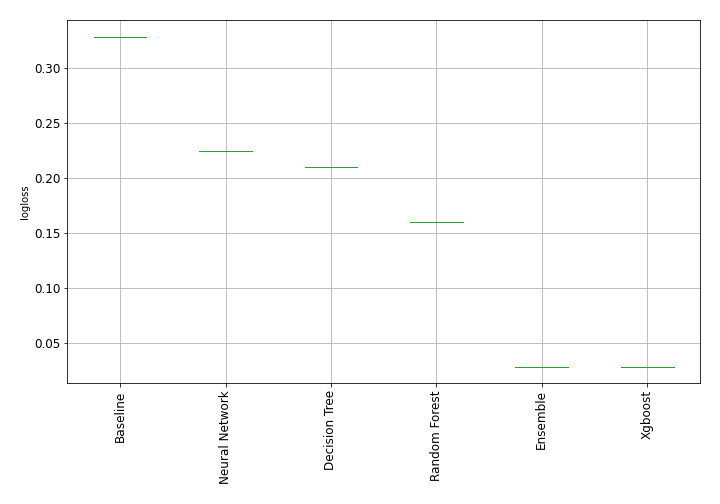 0.30
0.25
0.20
0.15
0.10
0.05
logloss
Baseline
Neural Network
Decision Tree
Random Forest
Ensemble
Xgboost